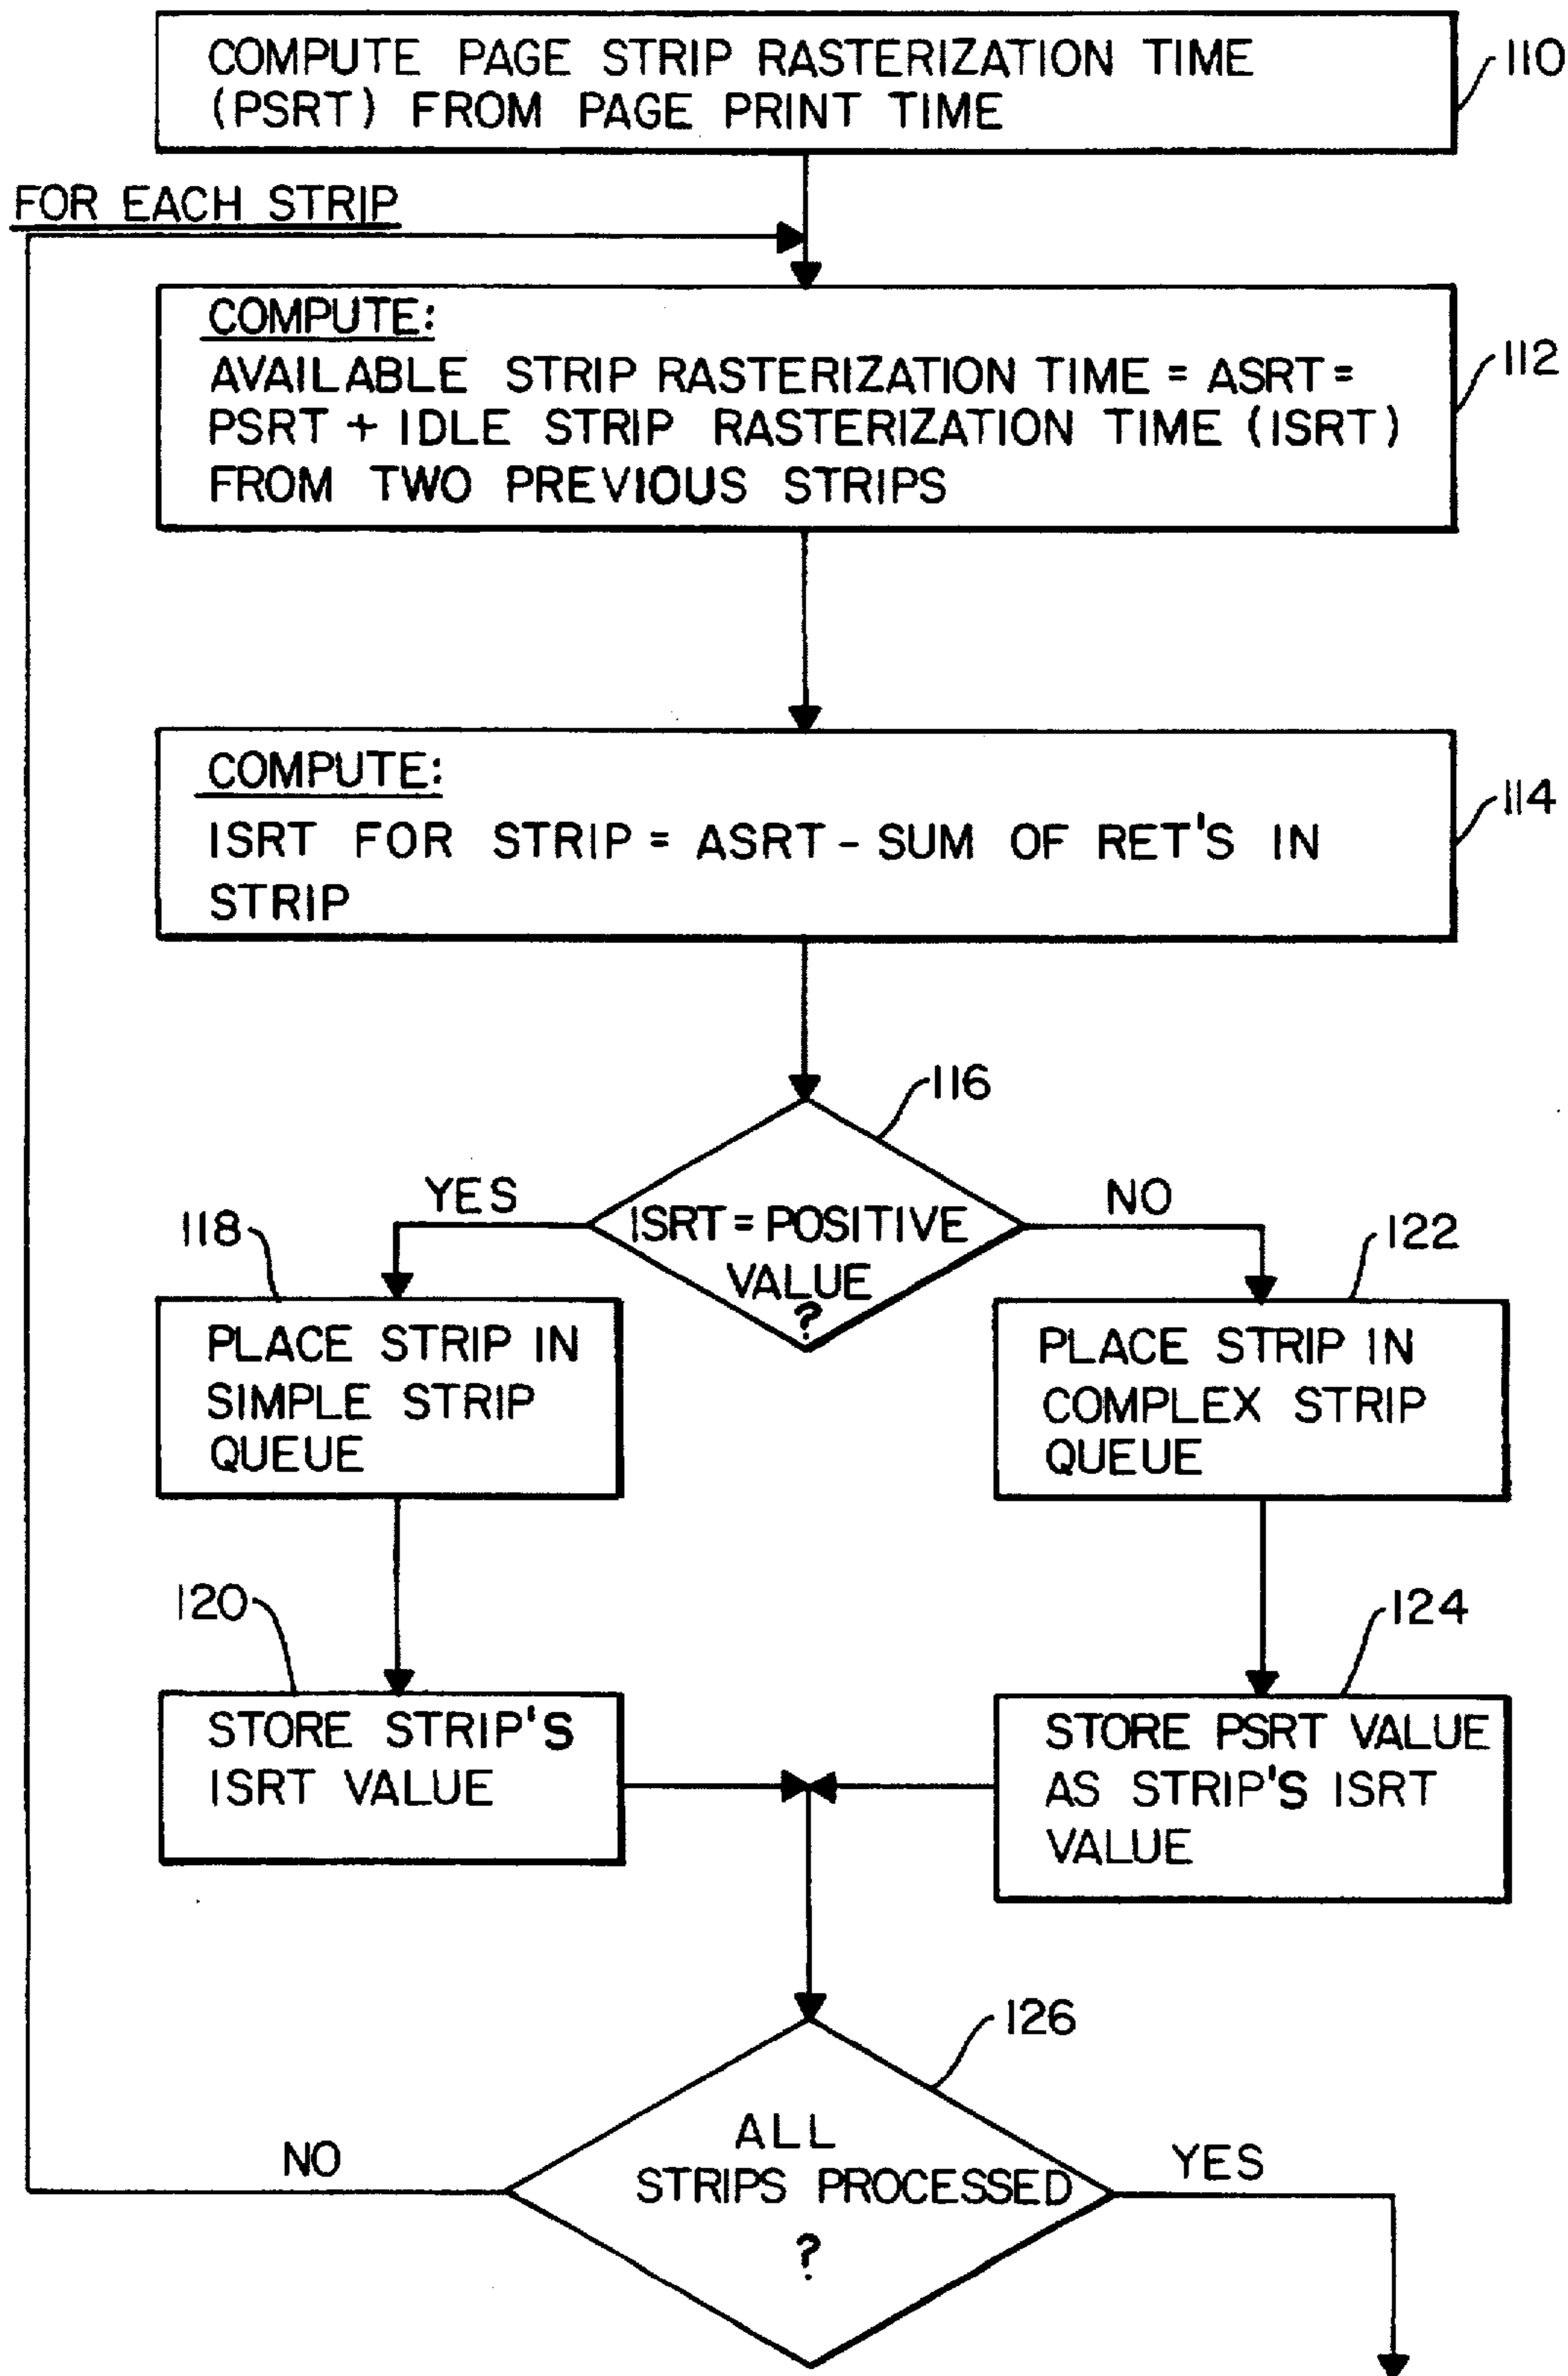 COMPUTE PAGE STRIP RASTERIZATION TIME
(PSRT) FROM PAGE PRINT TIME
110
FOR EACH STRIP
COMPUTE:
AVAILABLE STRIP RASTERIZATION TIME = ASRT =
PSRT + IDLE STRIP RASTERIZATION TIME (ISRT)
FROM TWO PREVIOUS STRIPS
112
COMPUTE:
ISRT FOR STRIP = ASRT - SUM OF RET'S IN
STRIP
114
116
ISRT = POSITIVE
VALUE
?
YES
NO
118
PLACE STRIP IN
SIMPLE STRIP
QUEUE
122
PLACE STRIP IN
COMPLEX STRIP
QUEUE
120
STORE STRIP'S
ISRT VALUE
124
STORE PSRT VALUE
AS STRIP'S ISRT
VALUE
126
ALL
STRIPS PROCESSED
?
NO
YES